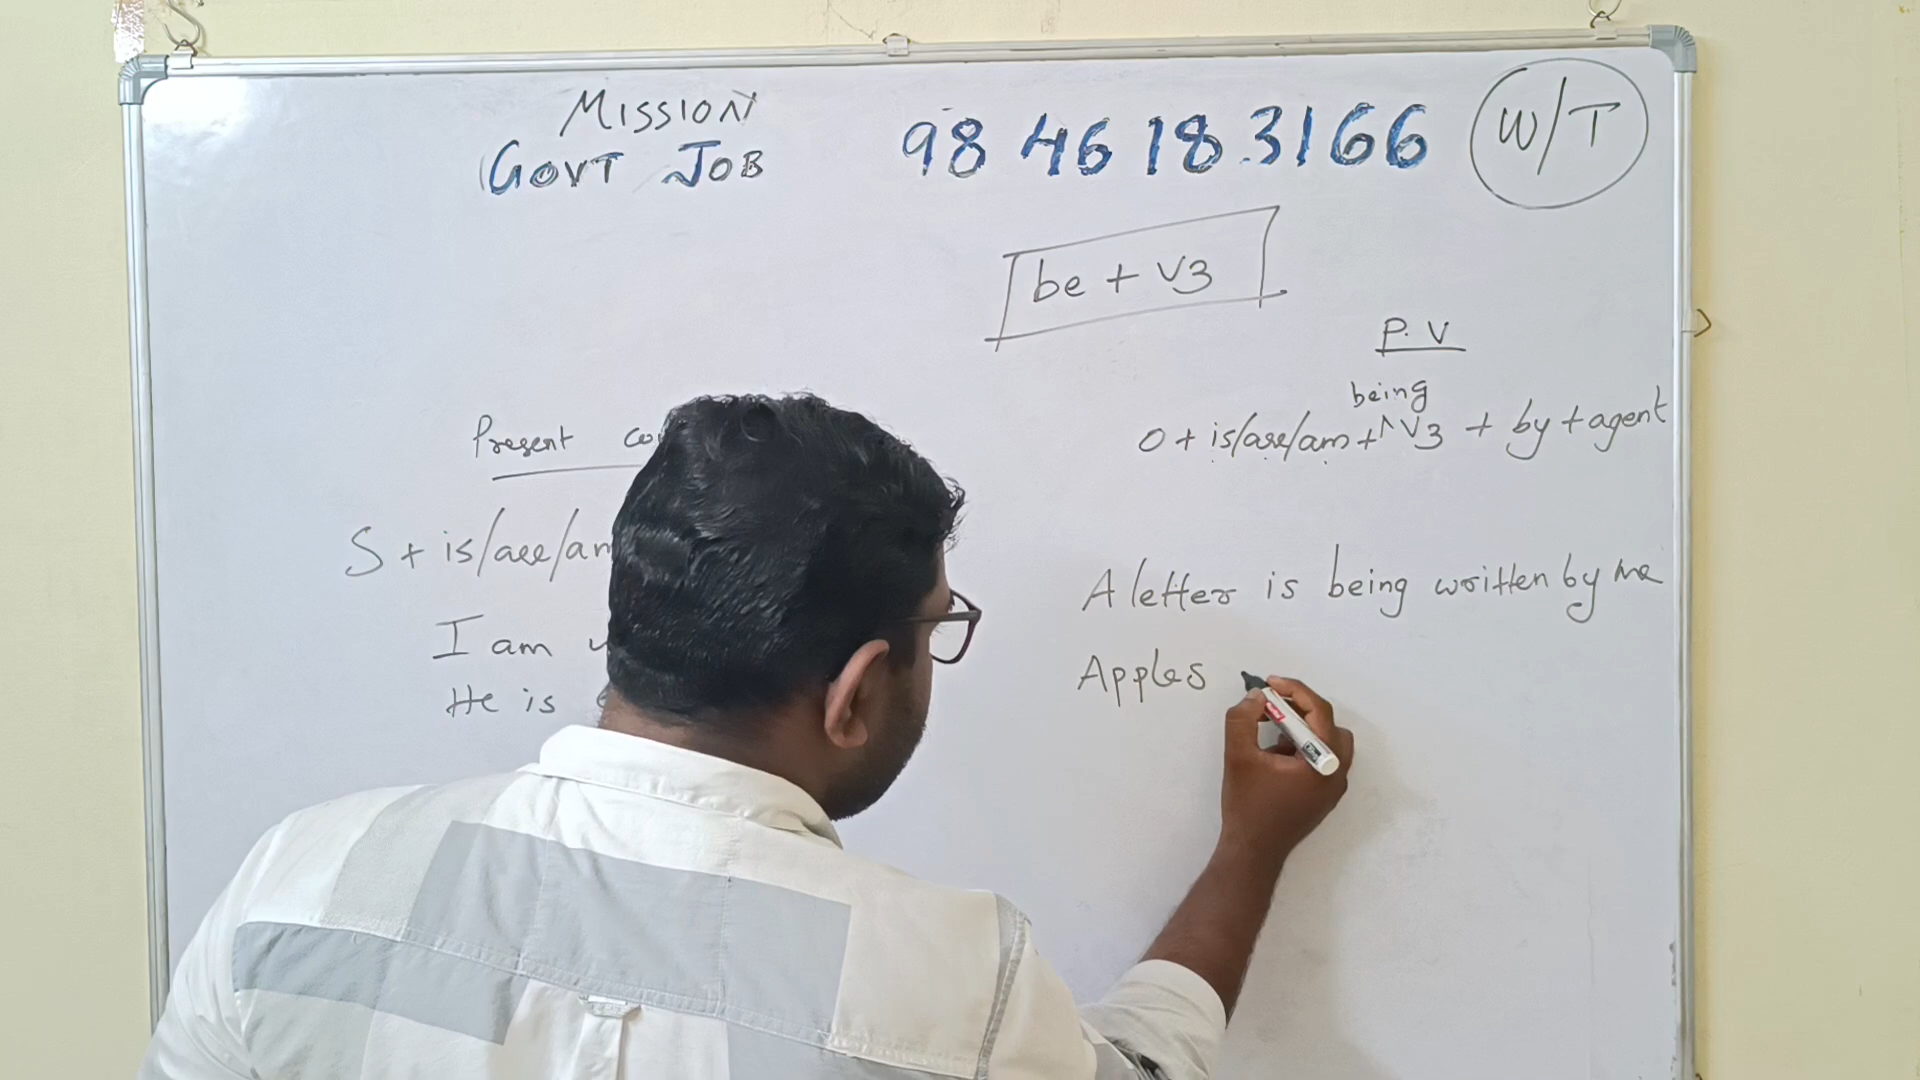 MISSION
GOVT JOB
98 46 18 3166
W/T
be + V3
P. V
being
O + is/are/am + ^ V3 + by + agent
Present
S + is/are/am
I am
He is
A letter is being written by me
Apples